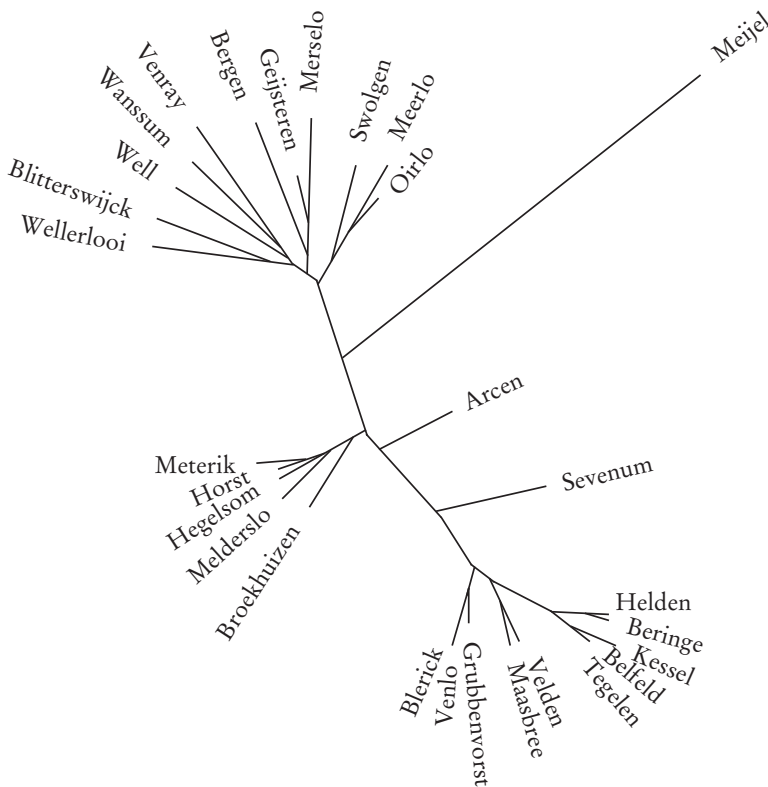 Meijel
Merselo
Geijsteren
Bergen
Venray
Wanssum
Well
Blitterswijck
Wellerlooi
Swolgen
Meerlo
Oirlo
Arcen
Sevenum
Meterik
Horst
Hegelsom
Melderslo
Broekhuizen
Helden
Beringe
Kessel
Belfeld
Tegelen
Velden
Maasbree
Grubbenvorst
Venlo
Blerick